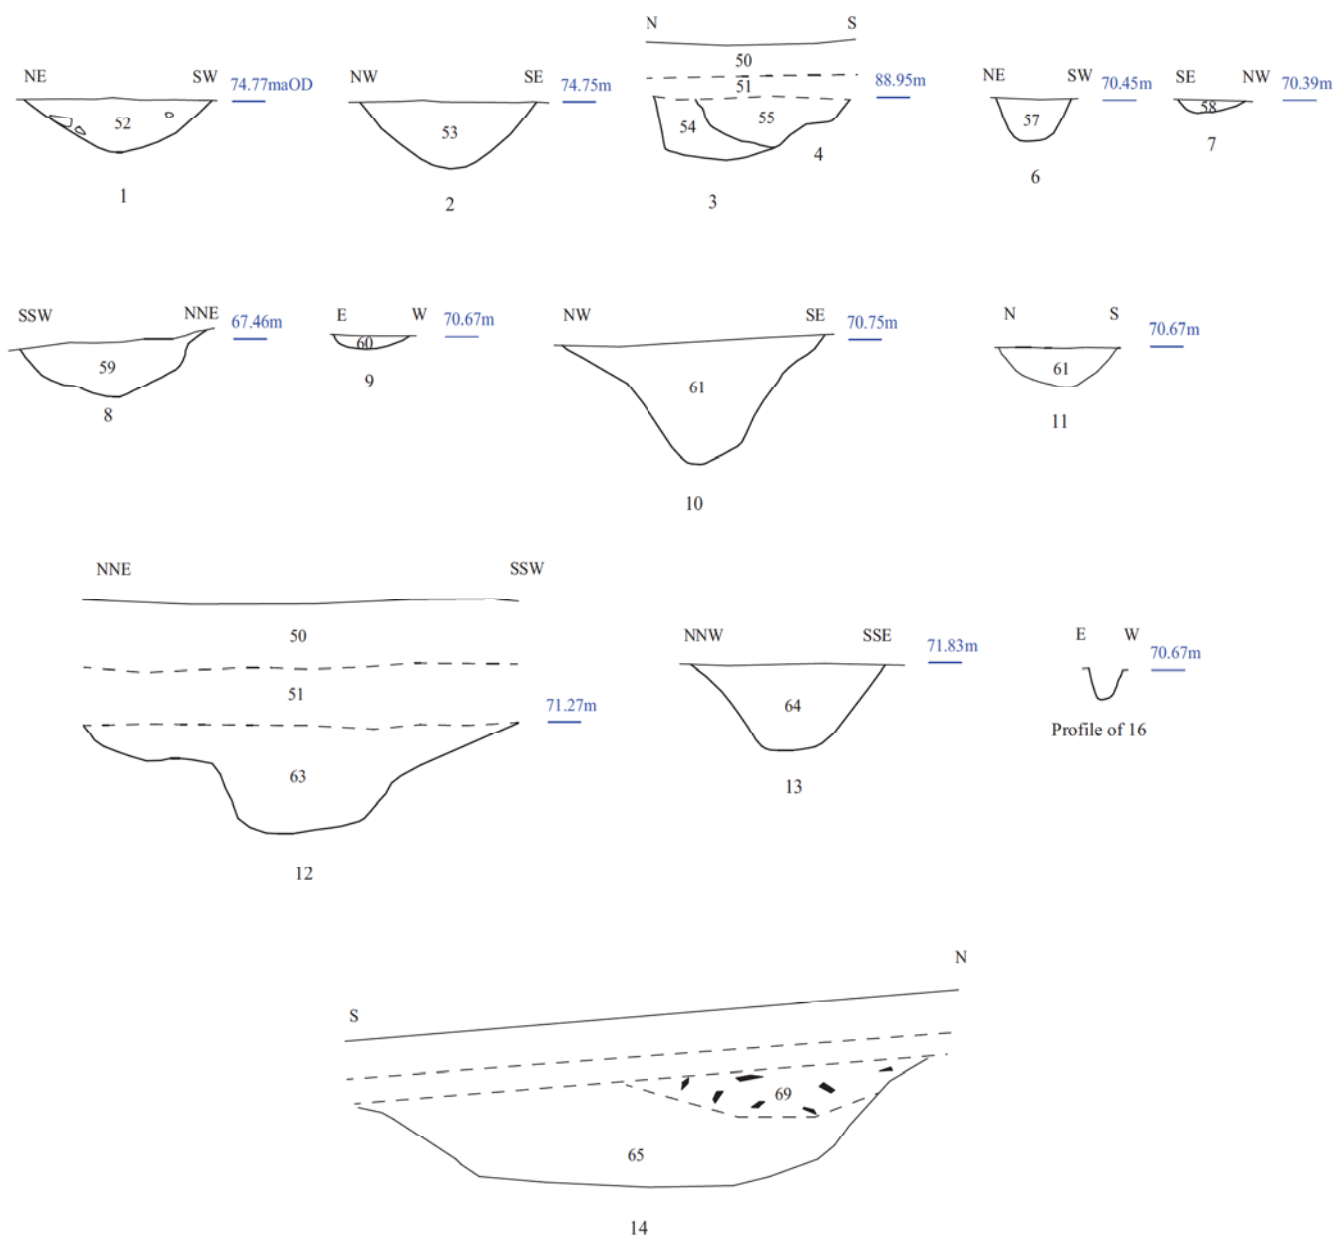 N S
NE SW 74.77maOD
NW SE 74.75m
50
51 88.95m
NE SW 70.45m
SE NW 70.39m
52
53
54 55
57
58
1
2
3
4
6
7
SSW NNE 67.46m
E W 70.67m
NW SE 70.75m
N S 70.67m
59
60
61
61
8
9
10
11
NNE SSW
50
51 71.27m
63
12
NNW SSE 71.83m
64
13
E W 70.67m
Profile of 16
S N
69
65
14